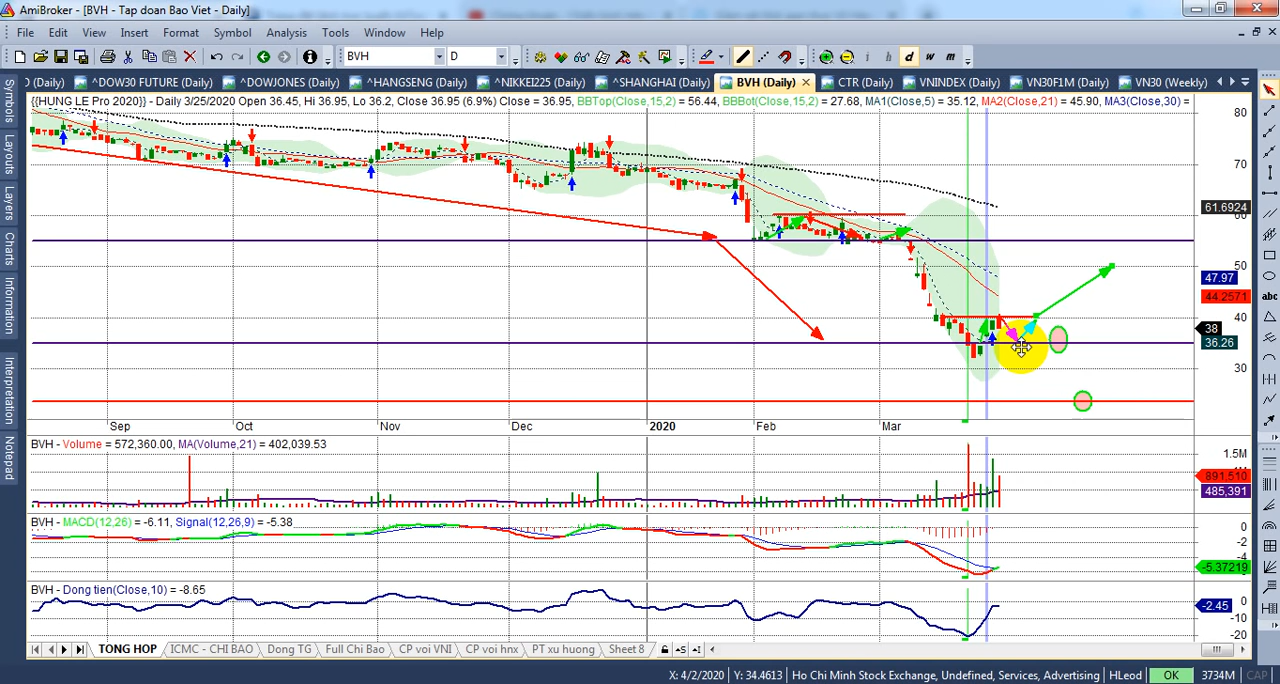 AmiBroker - [BVH - Tap doan Bao Viet - Daily]
File Edit View Insert Format Symbol Analysis Tools Window Help
BVH D
i h d w m
) (Daily) ^DOW30 FUTURE (Daily) ^DOWJONES (Daily) ^HANGSENG (Daily) ^NIKKEI225 (Daily) ^SHANGHAI (Daily) BVH (Daily) CTR (Daily) VNINDEX (Daily) VN30F1M (Daily) VN30 (Weekly)
Symbols
Layouts
Layers
Charts
Information
Interpretation
Notepad
{{HUNG LE Pro 2020}} - Daily 3/25/2020 Open 36.45, Hi 36.95, Lo 36.2, Close 36.95 (6.9%) Close = 36.95, BBTop(Close,15,2) = 56.44, BBBot(Close,15,2) = 27.68, MA1(Close,5) = 35.12, MA2(Close,21) = 45.90, MA3(Close,30) =
80
70
61.6924
60
50
47.97
44.2571
40
38
36.26
30
abc
Sep Oct Nov Dec 2020 Feb Mar
BVH - Volume = 572,360.00, MA(Volume,21) = 402,039.53
1.5M
891,510
485,391
BVH - MACD(12,26) = -6.11, Signal(12,26,9) = -5.38
0
-2
-4
-5.37219
BVH - Dong tien(Close,10) = -8.65
0
-2.45
-10
-20
TONG HOP ICMC - CHI BAO Dong TG Full Chi Bao CP voi VNI CP voi hnx PT xu huong Sheet 8
X: 4/2/2020 Y: 34.4613 Ho Chi Minh Stock Exchange, Undefined, Services, Advertising HLeod OK 3734M CAP